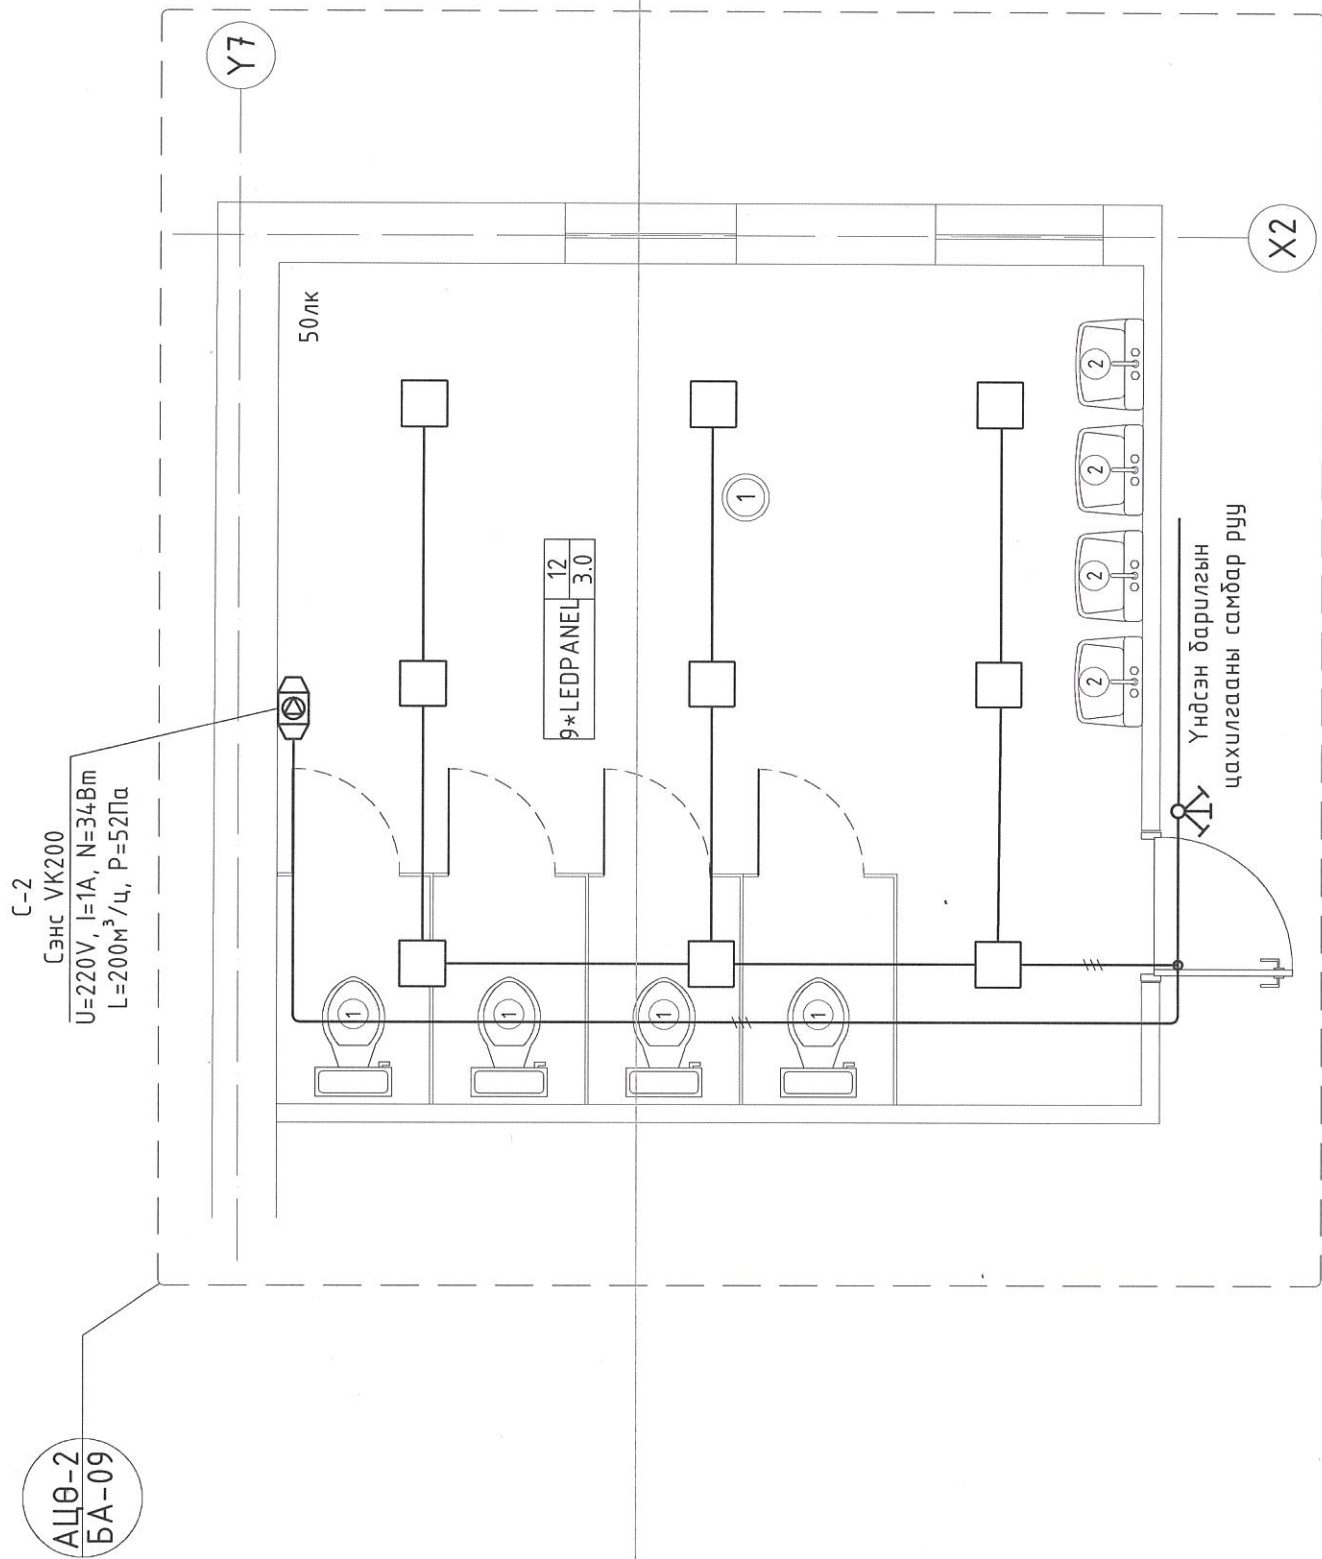 АЦӨ-2
БА-09
С-2
Сэнс VK200
U=220V, I=1A, N=34Вт
L=200м³/ц, P=52Па
Y7
50лк
9*LEDPANEL
12
3.0
1
1
1
1
1
2
2
2
2
Үндсэн барилгын
цахилгааны самбар руу
X2